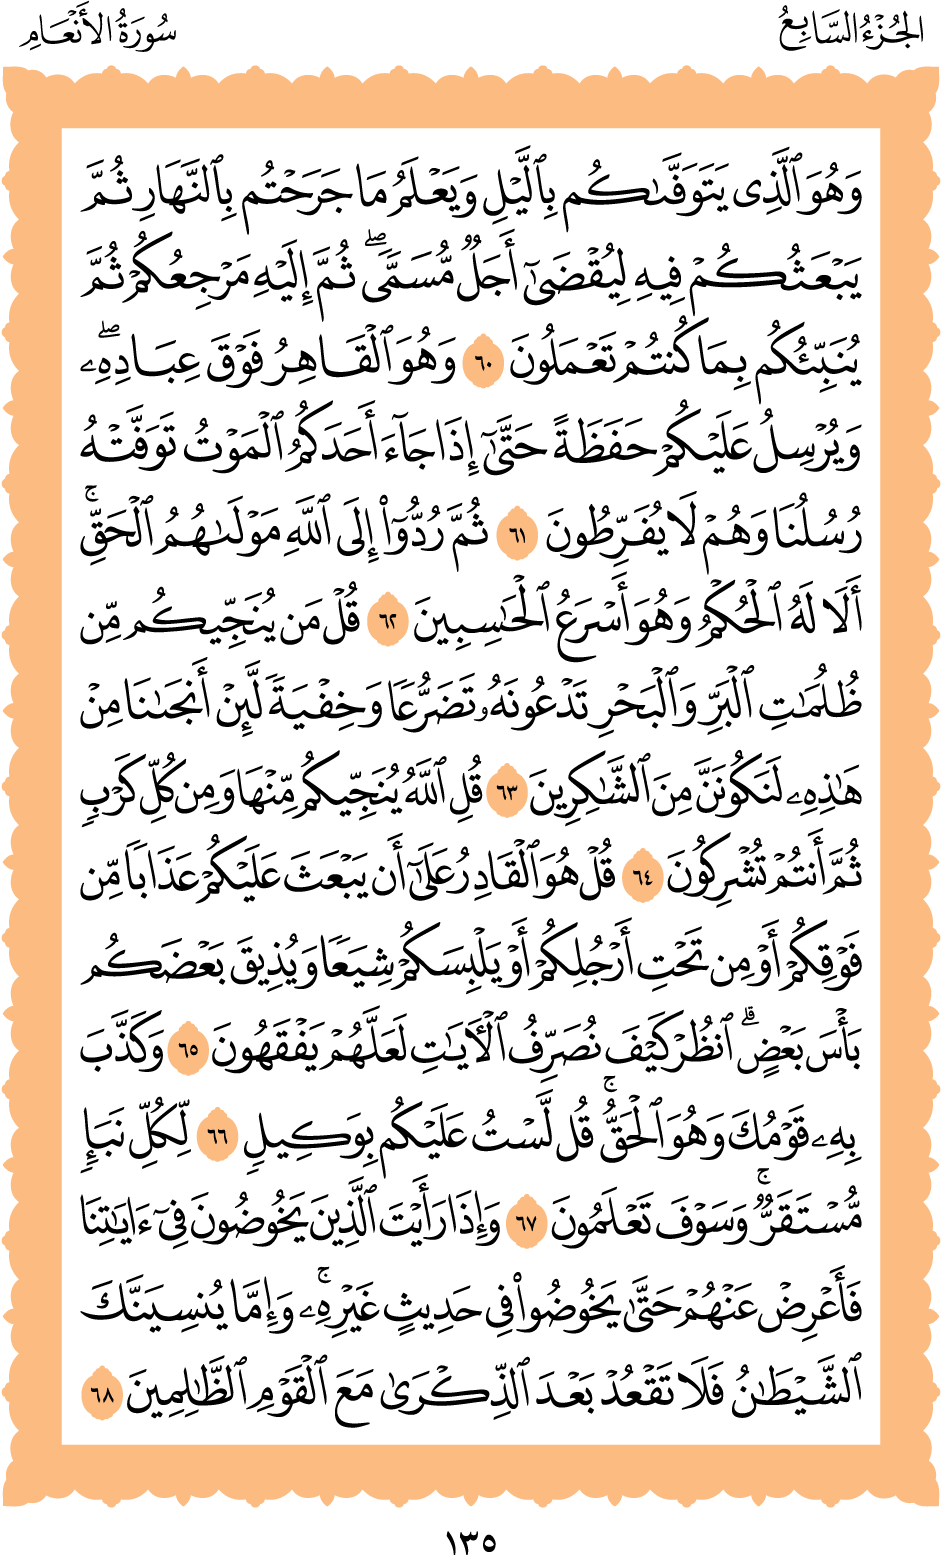 الجُزْءُ السَّابِعُ
سُورَةُ الأَنْعَامِ
وَهُوَ ٱلَّذِى يَتَوَفَّىٰكُم بِٱلَّيْلِ وَيَعْلَمُ مَا جَرَحْتُم بِٱلنَّهَارِ ثُمَّ
يَبْعَثُكُمْ فِيهِ لِيُقْضَىٰٓ أَجَلٌ مُّسَمًّى ۖ ثُمَّ إِلَيْهِ مَرْجِعُكُمْ ثُمَّ
يُنَبِّئُكُم بِمَا كُنتُمْ تَعْمَلُونَ ٦٠ وَهُوَ ٱلْقَاهِرُ فَوْقَ عِبَادِهِۦ ۖ
وَيُرْسِلُ عَلَيْكُمْ حَفَظَةً حَتَّىٰٓ إِذَا جَآءَ أَحَدَكُمُ ٱلْمَوْتُ تَوَفَّتْهُ
رُسُلُنَا وَهُمْ لَا يُفَرِّطُونَ ٦١ ثُمَّ رُدُّوٓا۟ إِلَى ٱللَّهِ مَوْلَىٰهُمُ ٱلْحَقِّ ۚ
أَلَا لَهُ ٱلْحُكْمُ وَهُوَ أَسْرَعُ ٱلْحَـٰسِبِينَ ٦٢ قُلْ مَن يُنَجِّيكُم مِّن
ظُلُمَـٰتِ ٱلْبَرِّ وَٱلْبَحْرِ تَدْعُونَهُۥ تَضَرُّعًا وَخُفْيَةً لَّئِنْ أَنجَىٰنَا مِنْ
هَـٰذِهِۦ لَنَكُونَنَّ مِنَ ٱلشَّـٰكِرِينَ ٦٣ قُلِ ٱللَّهُ يُنَجِّيكُم مِّنْهَا وَمِن كُلِّ كَرْبٍ
ثُمَّ أَنتُمْ تُشْرِكُونَ ٦٤ قُلْ هُوَ ٱلْقَادِرُ عَلَىٰٓ أَن يَبْعَثَ عَلَيْكُمْ عَذَابًا مِّن
فَوْقِكُمْ أَوْ مِن تَحْتِ أَرْجُلِكُمْ أَوْ يَلْبِسَكُمْ شِيَعًا وَيُذِيقَ بَعْضَكُم
بَأْسَ بَعْضٍ ۗ ٱنظُرْ كَيْفَ نُصَرِّفُ ٱلْـَٔايَـٰتِ لَعَلَّهُمْ يَفْقَهُونَ ٦٥ وَكَذَّبَ
بِهِۦ قَوْمُكَ وَهُوَ ٱلْحَقُّ ۚ قُل لَّسْتُ عَلَيْكُم بِوَكِيلٍ ٦٦ لِّكُلِّ نَبَإٍ
مُّسْتَقَرٌّ ۚ وَسَوْفَ تَعْلَمُونَ ٦٧ وَإِذَا رَأَيْتَ ٱلَّذِينَ يَخُوضُونَ فِىٓ ءَايَـٰتِنَا
فَأَعْرِضْ عَنْهُمْ حَتَّىٰ يَخُوضُوا۟ فِى حَدِيثٍ غَيْرِهِۦ ۚ وَإِمَّا يُنسِيَنَّكَ
ٱلشَّيْطَـٰنُ فَلَا تَقْعُدْ بَعْدَ ٱلذِّكْرَىٰ مَعَ ٱلْقَوْمِ ٱلظَّـٰلِمِينَ ٦٨
١٣٥